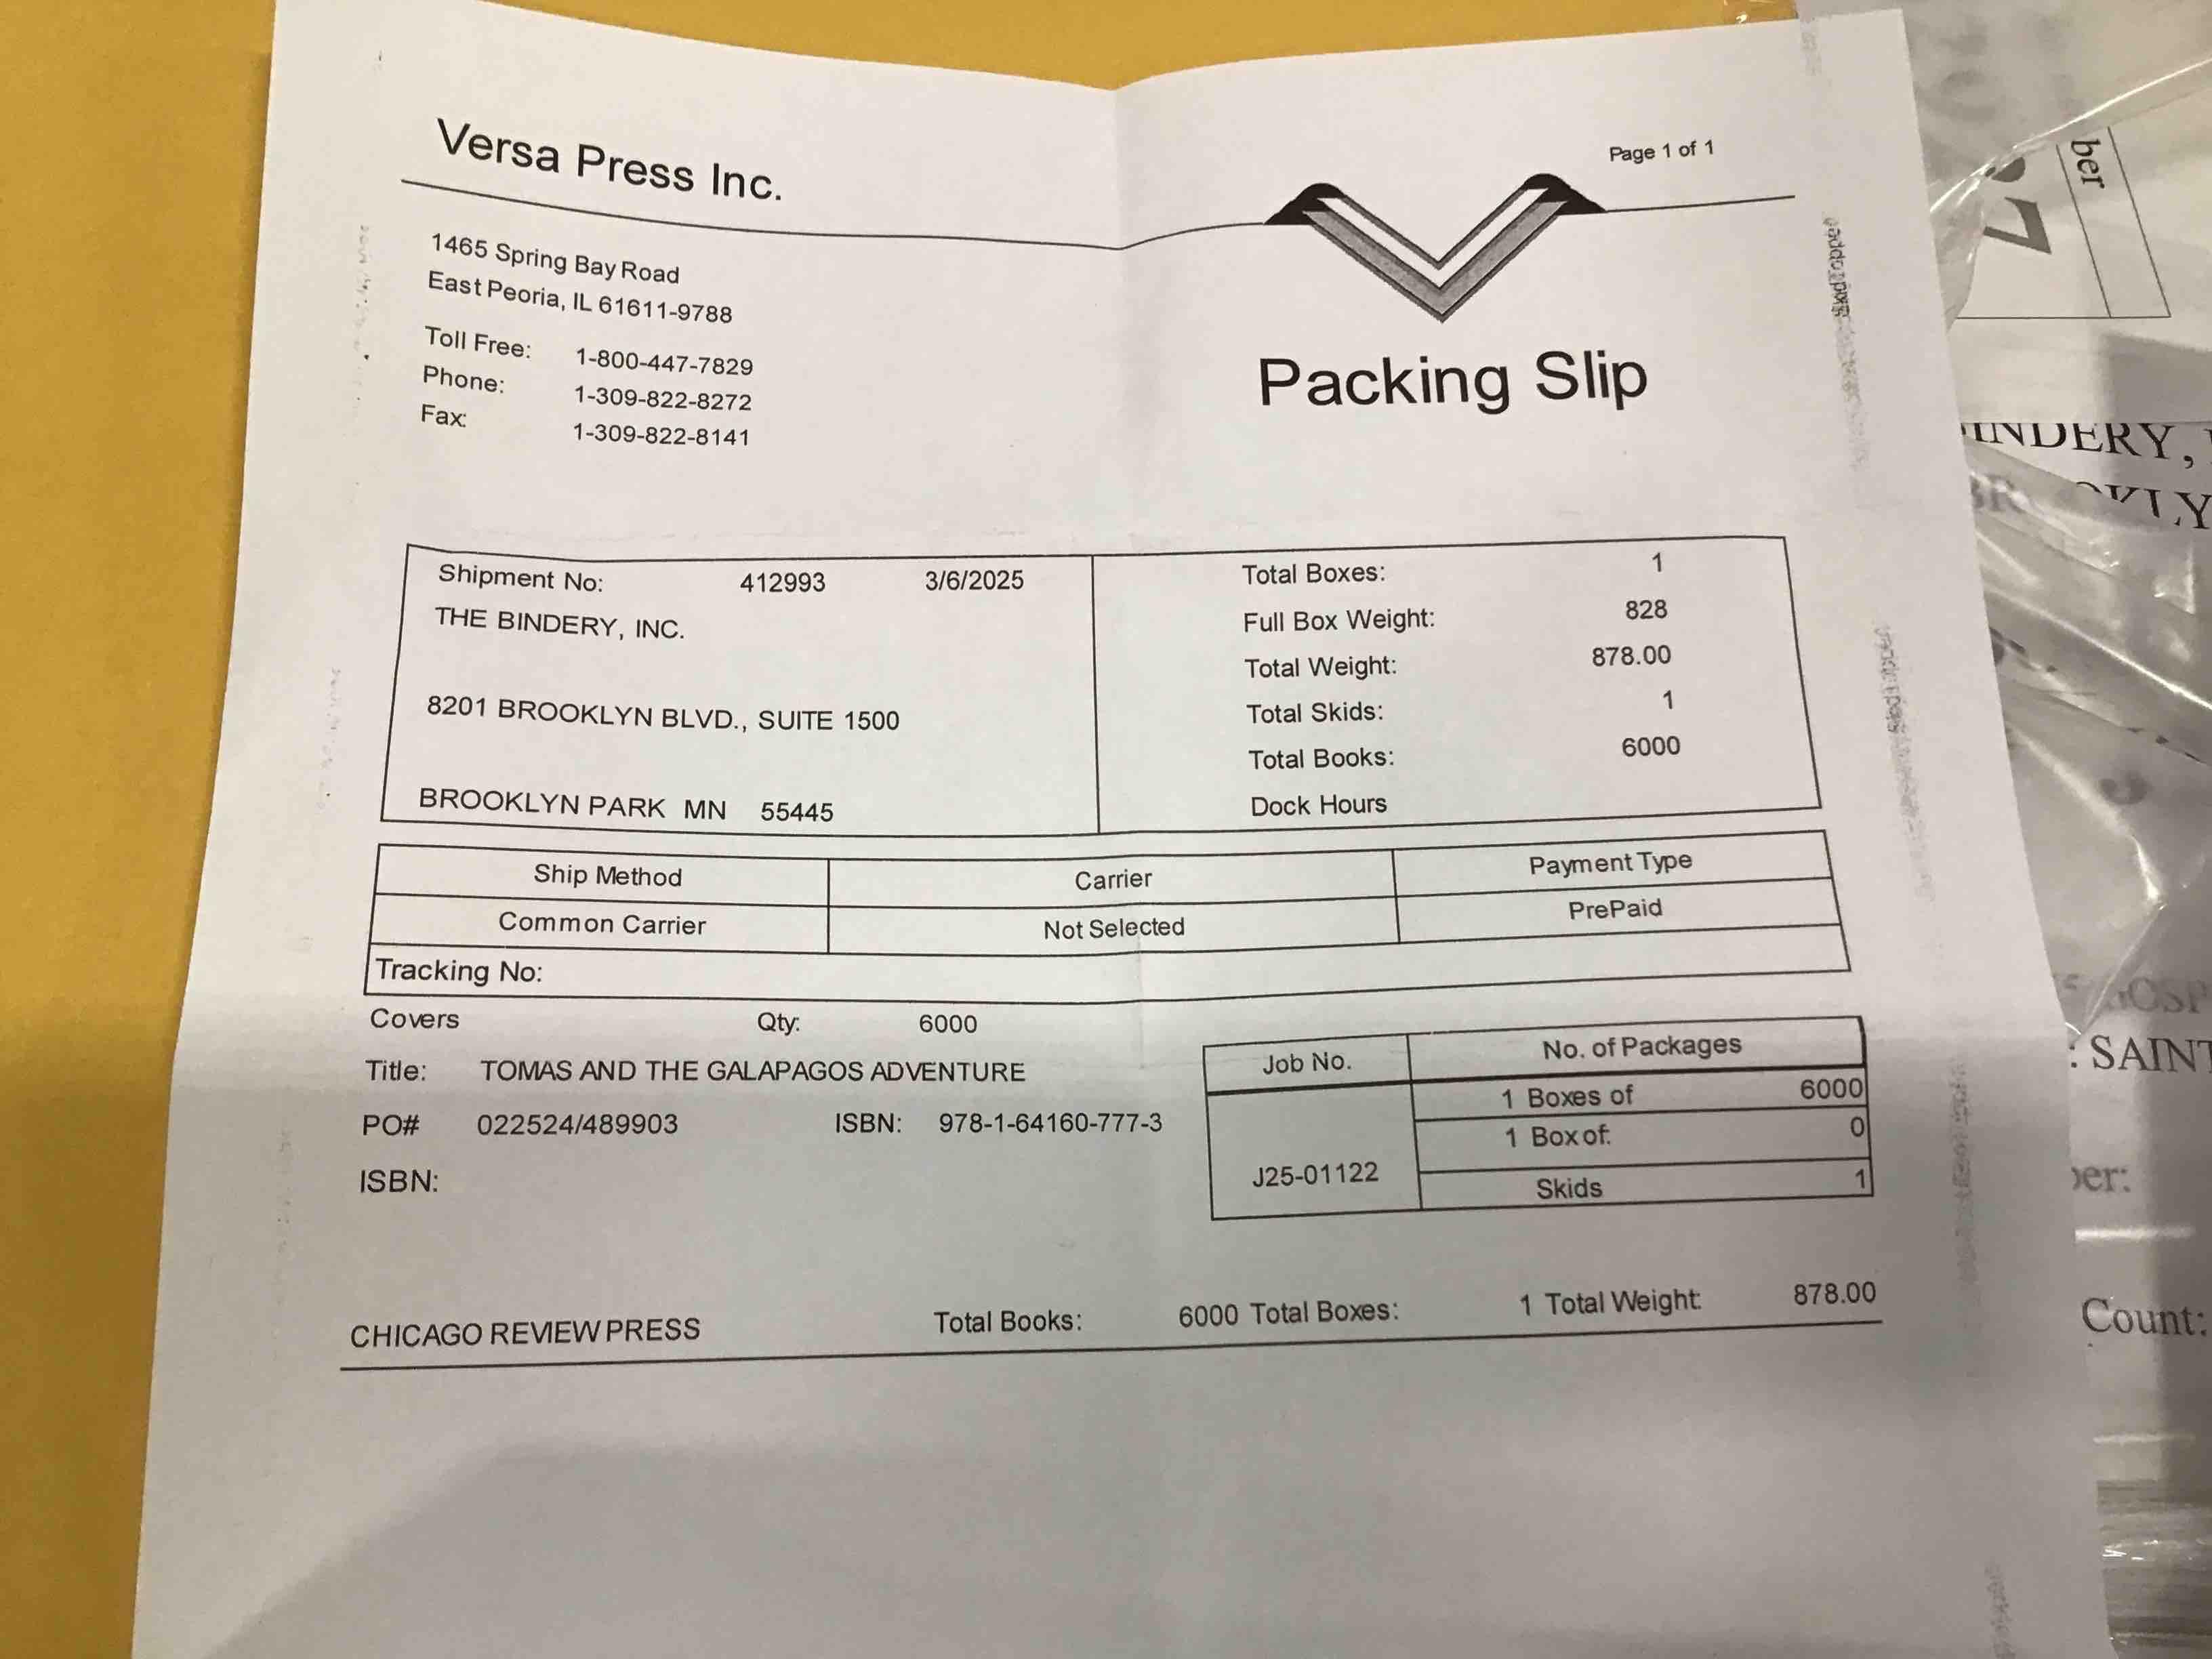 Versa Press Inc.
Page 1 of 1
1465 Spring Bay Road
East Peoria, IL 61611-9788
Toll Free: 1-800-447-7829
Phone: 1-309-822-8272
Fax: 1-309-822-8141
Packing Slip
Shipment No: 412993 3/6/2025
THE BINDERY, INC.
8201 BROOKLYN BLVD., SUITE 1500
BROOKLYN PARK MN 55445
Total Boxes: 1
Full Box Weight: 828
Total Weight: 878.00
Total Skids: 1
Total Books: 6000
Dock Hours
Ship Method Carrier Payment Type
Common Carrier Not Selected PrePaid
Tracking No:
Covers Qty: 6000
Title: TOMAS AND THE GALAPAGOS ADVENTURE
PO# 022524/489903 ISBN: 978-1-64160-777-3
ISBN:
Job No. No. of Packages
J25-01122
1 Boxes of 6000
1 Box of: 0
Skids 1
CHICAGO REVIEW PRESS Total Books: 6000 Total Boxes: 1 Total Weight: 878.00
ber
INDERY,
: SAINT
per:
Count: